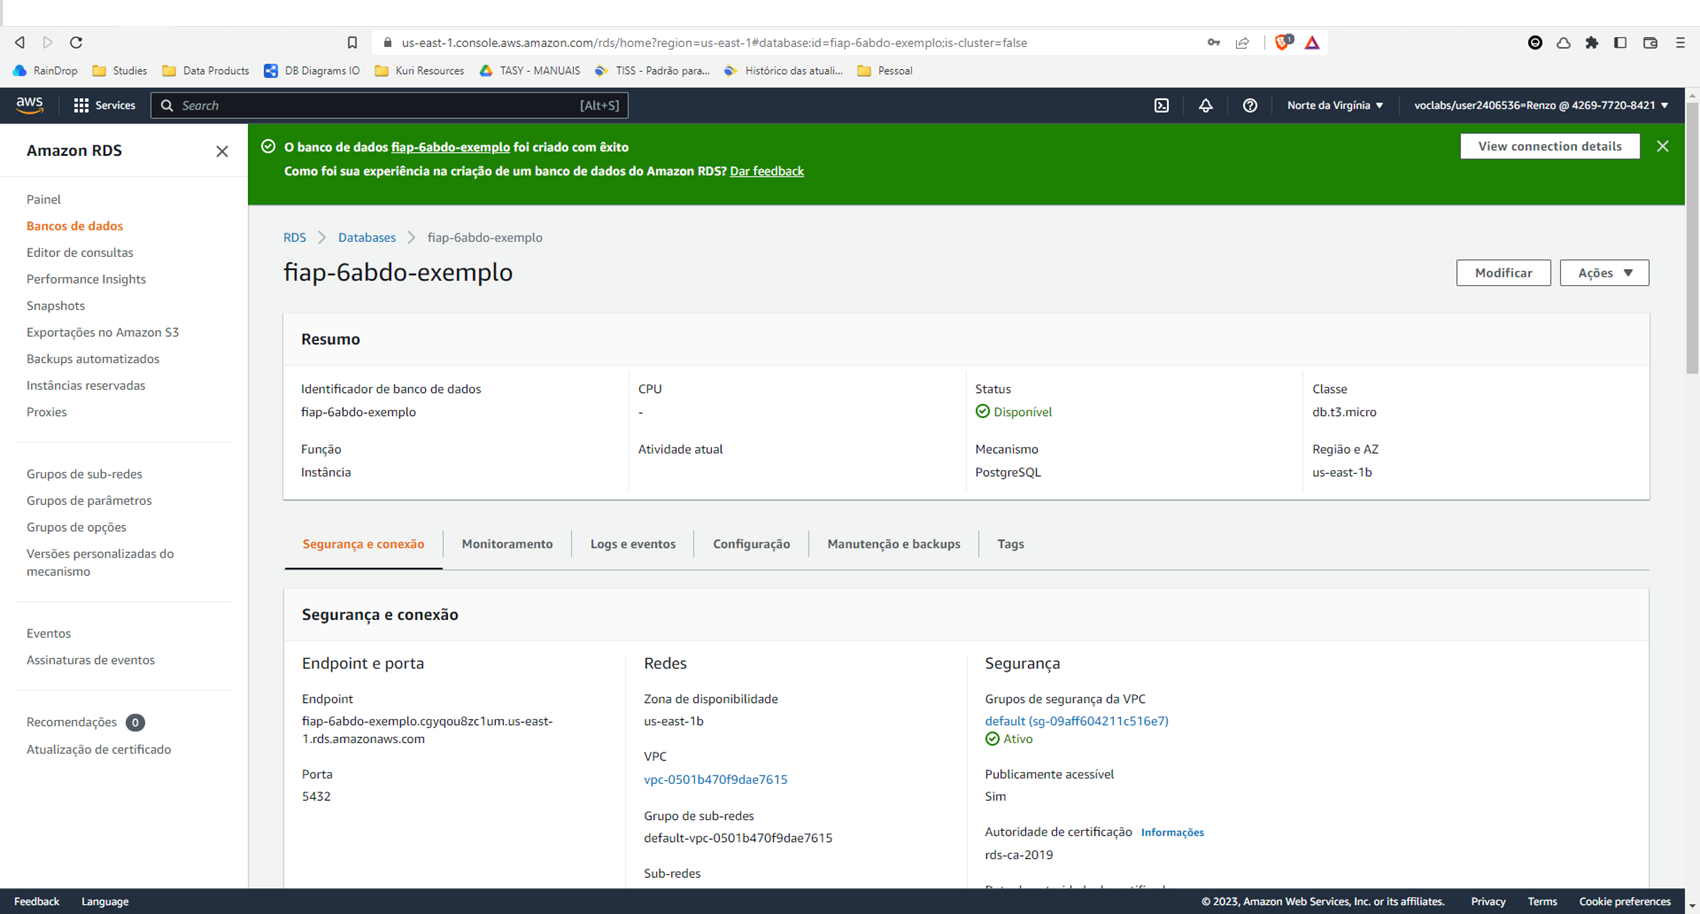 us-east-1.console.aws.amazon.com/rds/home?region=us-east-1#database:id=fiap-6abdo-exemplo;is-cluster=false
1
RainDrop
Studies
Data Products
DB Diagrams IO
Kuri Resources
TASY - MANUAIS
TISS - Padrão para...
Histórico das atuali...
Pessoal
aws
Services
Search
[Alt+S]
Norte da Virgínia
voclabs/user2406536=Renzo @ 4269-7720-8421
Amazon RDS
Painel
Bancos de dados
Editor de consultas
Performance Insights
Snapshots
Exportações no Amazon S3
Backups automatizados
Instâncias reservadas
Proxies
Grupos de sub-redes
Grupos de parâmetros
Grupos de opções
Versões personalizadas do
mecanismo
Eventos
Assinaturas de eventos
Recomendações 0
Atualização de certificado
O banco de dados fiap-6abdo-exemplo foi criado com êxito
Como foi sua experiência na criação de um banco de dados do Amazon RDS? Dar feedback
View connection details
RDS
Databases
fiap-6abdo-exemplo
fiap-6abdo-exemplo
Modificar
Ações
Resumo
Identificador de banco de dados
fiap-6abdo-exemplo
CPU
-
Status
Disponível
Classe
db.t3.micro
Função
Instância
Atividade atual
Mecanismo
PostgreSQL
Região e AZ
us-east-1b
Segurança e conexão
Monitoramento
Logs e eventos
Configuração
Manutenção e backups
Tags
Segurança e conexão
Endpoint e porta
Endpoint
fiap-6abdo-exemplo.cgyqou8zc1um.us-east-
1.rds.amazonaws.com
Porta
5432
Redes
Zona de disponibilidade
us-east-1b
VPC
vpc-0501b470f9dae7615
Grupo de sub-redes
default-vpc-0501b470f9dae7615
Sub-redes
Segurança
Grupos de segurança da VPC
default (sg-09aff604211c516e7)
Ativo
Publicamente acessível
Sim
Autoridade de certificação Informações
rds-ca-2019
Feedback
Language
© 2023, Amazon Web Services, Inc. or its affiliates.
Privacy
Terms
Cookie preferences